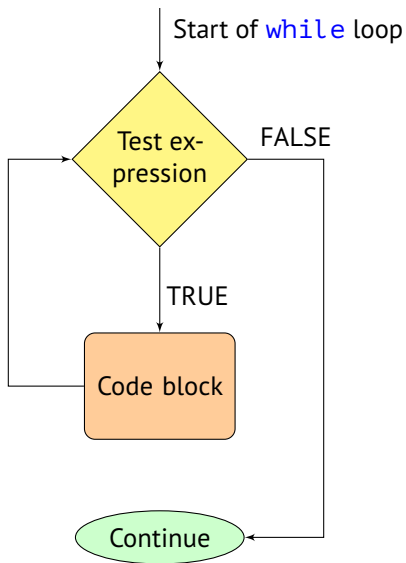 Start of while loop
Test ex-
pression
FALSE
TRUE
Code block
Continue